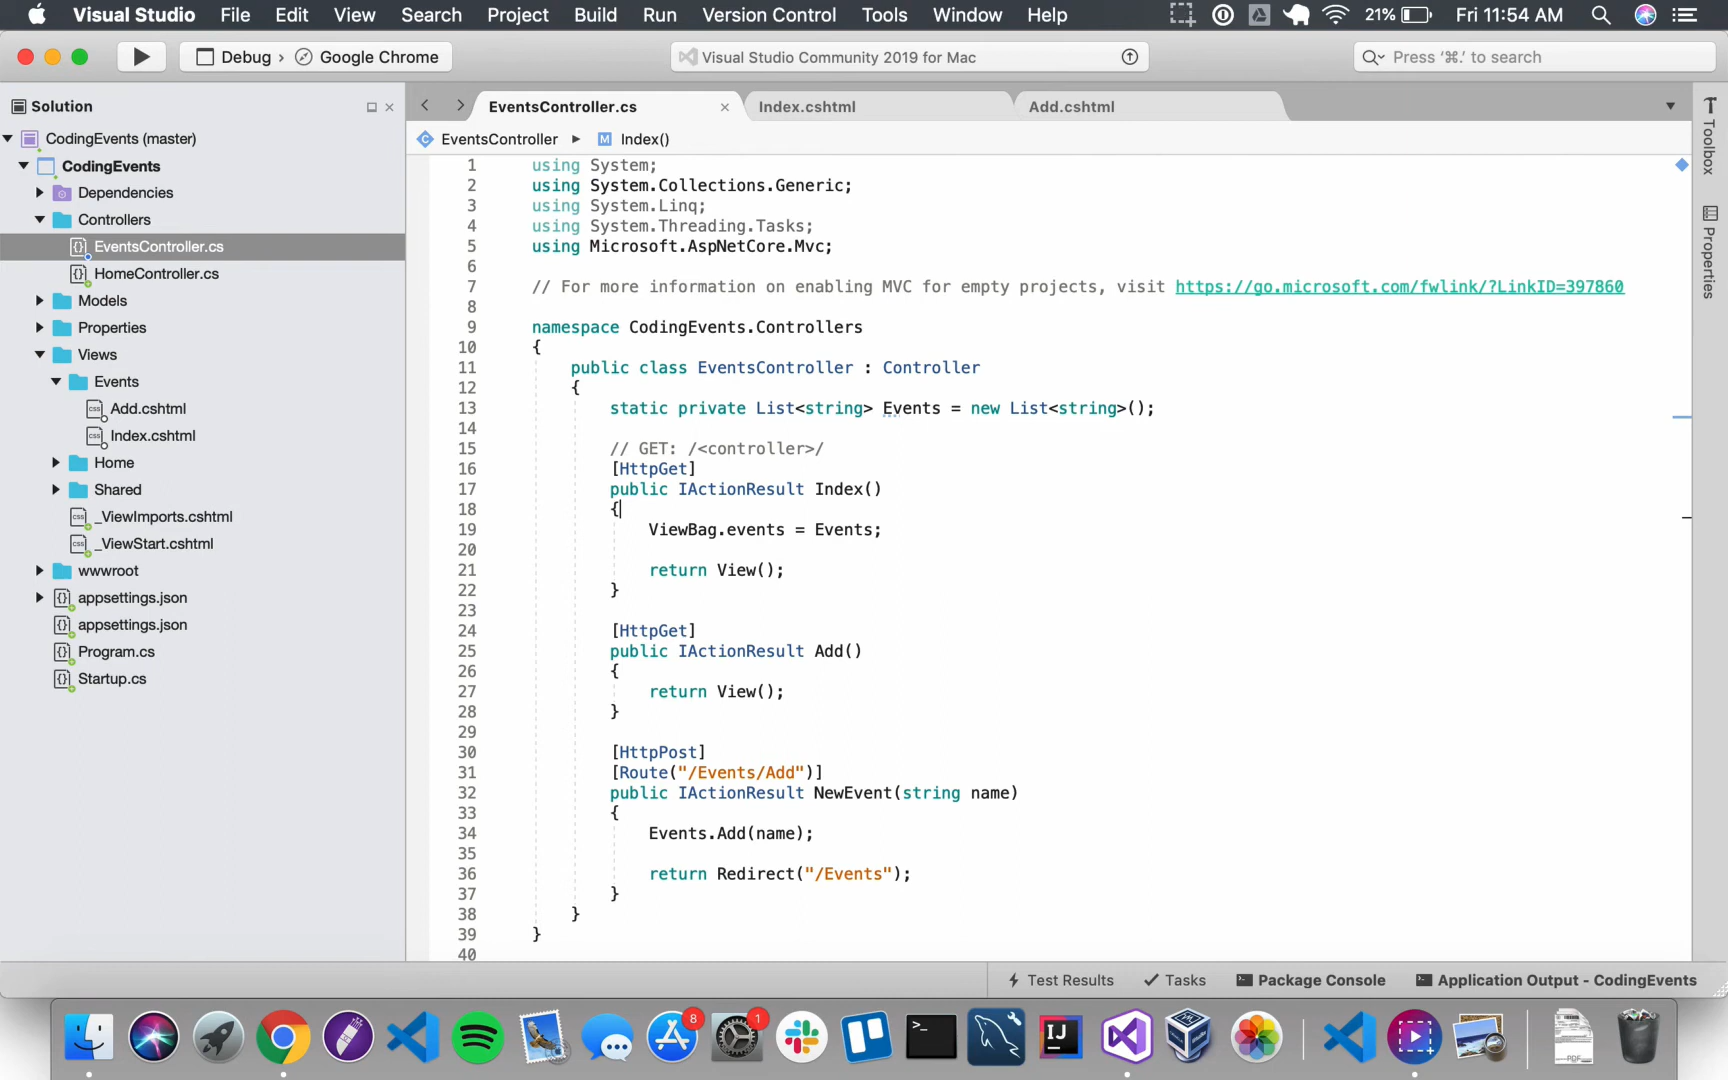 Visual Studio File Edit View Search Project Build Run Version Control Tools Window Help 21% Fri 11:54 AM
Debug › Google Chrome Visual Studio Community 2019 for Mac Press ‘⌘.’ to search
Solution
CodingEvents (master)
CodingEvents
Dependencies
Controllers
EventsController.cs
HomeController.cs
Models
Properties
Views
Events
Add.cshtml
Index.cshtml
Home
Shared
_ViewImports.cshtml
_ViewStart.cshtml
wwwroot
appsettings.json
appsettings.json
Program.cs
Startup.cs
EventsController.cs Index.cshtml Add.cshtml
EventsController Index()
1 using System;
2 using System.Collections.Generic;
3 using System.Linq;
4 using System.Threading.Tasks;
5 using Microsoft.AspNetCore.Mvc;
6
7 // For more information on enabling MVC for empty projects, visit https://go.microsoft.com/fwlink/?LinkID=397860
8
9 namespace CodingEvents.Controllers
10 {
11 public class EventsController : Controller
12 {
13 static private List<string> Events = new List<string>();
14
15 // GET: /<controller>/
16 [HttpGet]
17 public IActionResult Index()
18 {
19 ViewBag.events = Events;
20
21 return View();
22 }
23
24 [HttpGet]
25 public IActionResult Add()
26 {
27 return View();
28 }
29
30 [HttpPost]
31 [Route("/Events/Add")]
32 public IActionResult NewEvent(string name)
33 {
34 Events.Add(name);
35
36 return Redirect("/Events");
37 }
38 }
39 }
40
Toolbox
Properties
Test Results Tasks Package Console Application Output - CodingEvents
8
1
>_
IJ
PDF